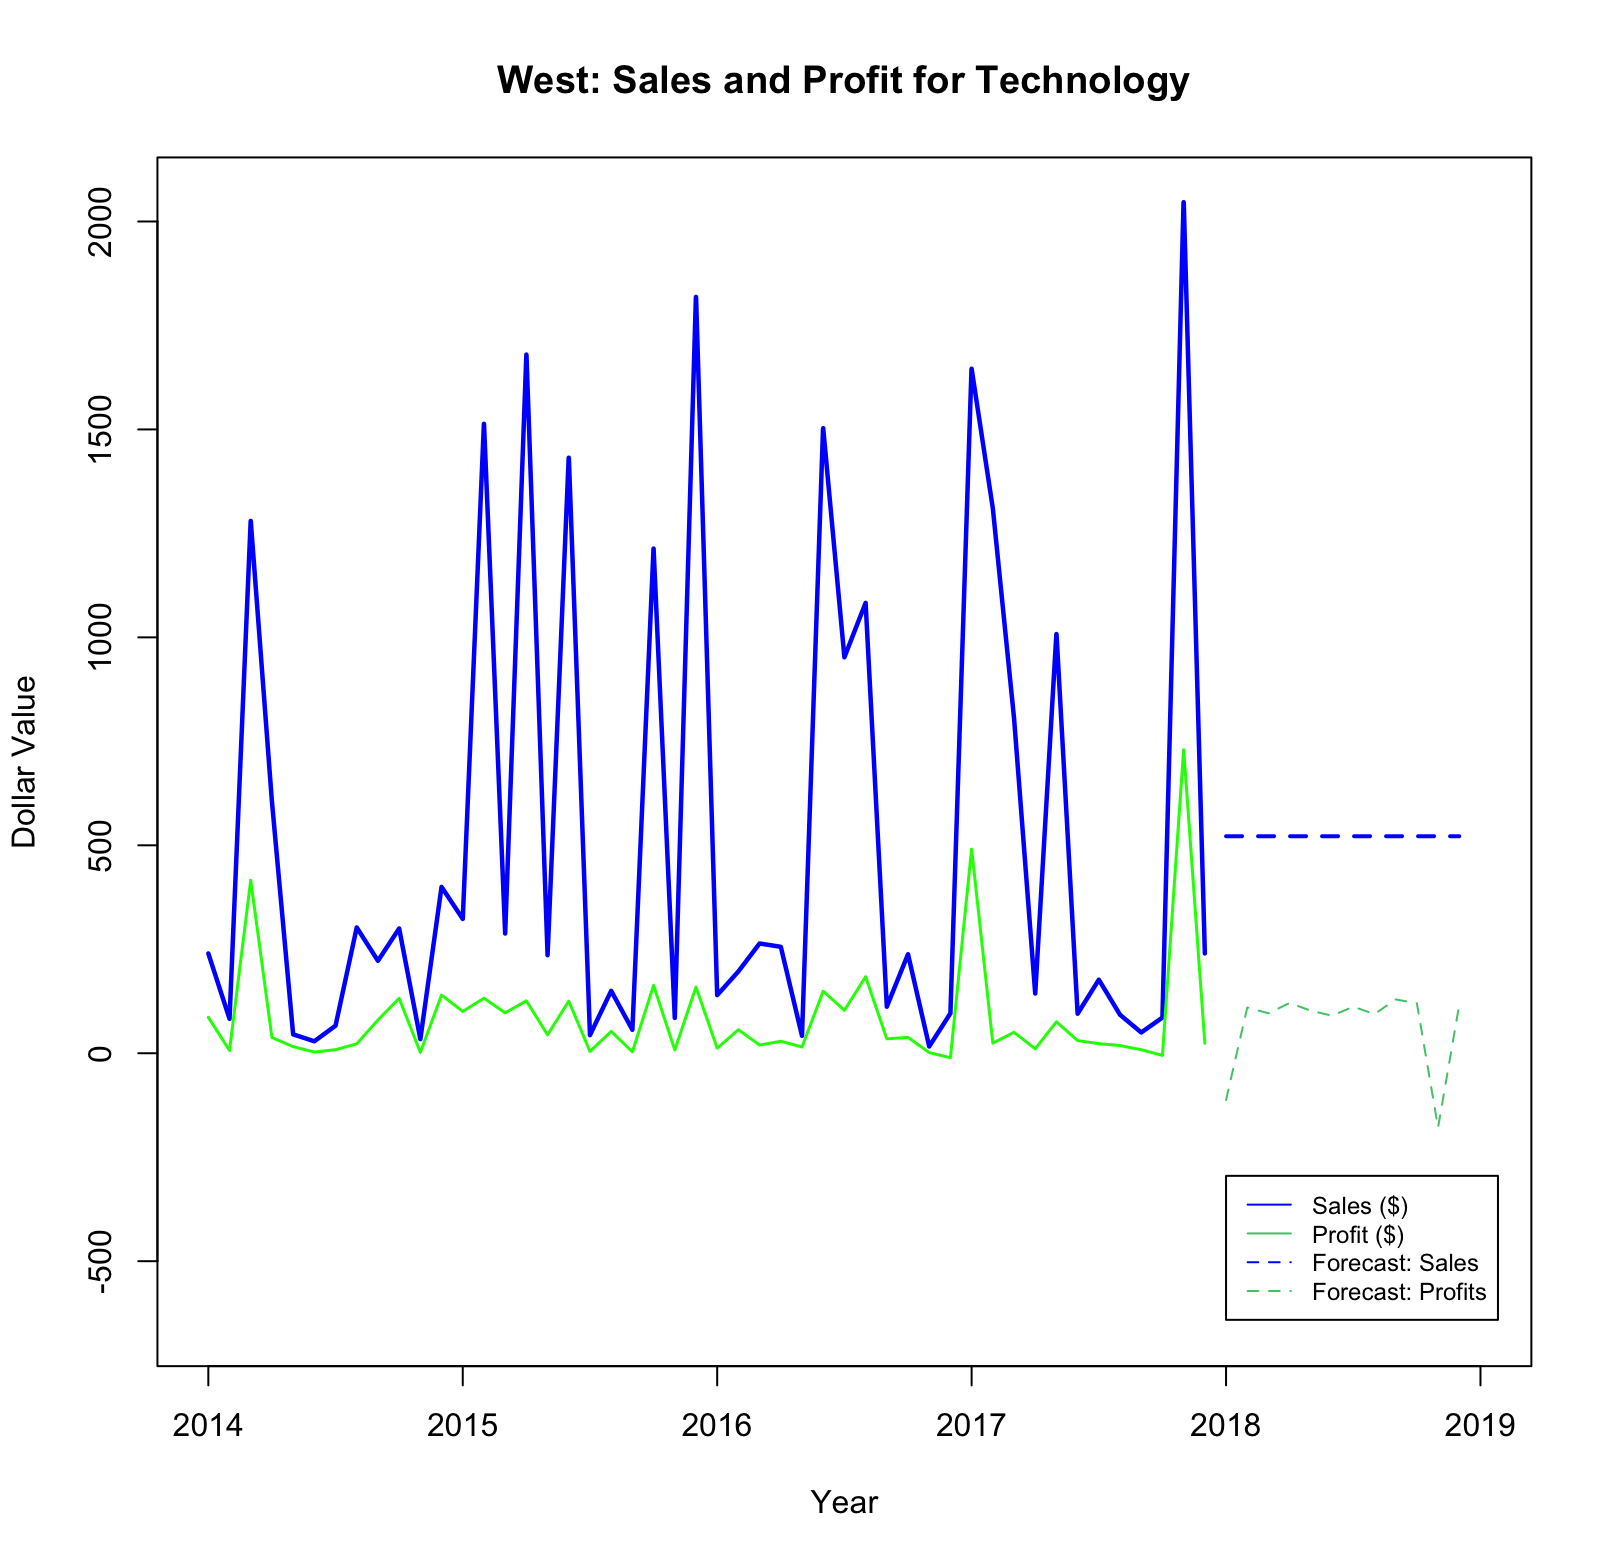 West: Sales and Profit for Technology
Dollar Value
2000
1500
1000
500
0
-500
Sales ($)
Profit ($)
Forecast: Sales
Forecast: Profits
2014 2015 2016 2017 2018 2019
Year